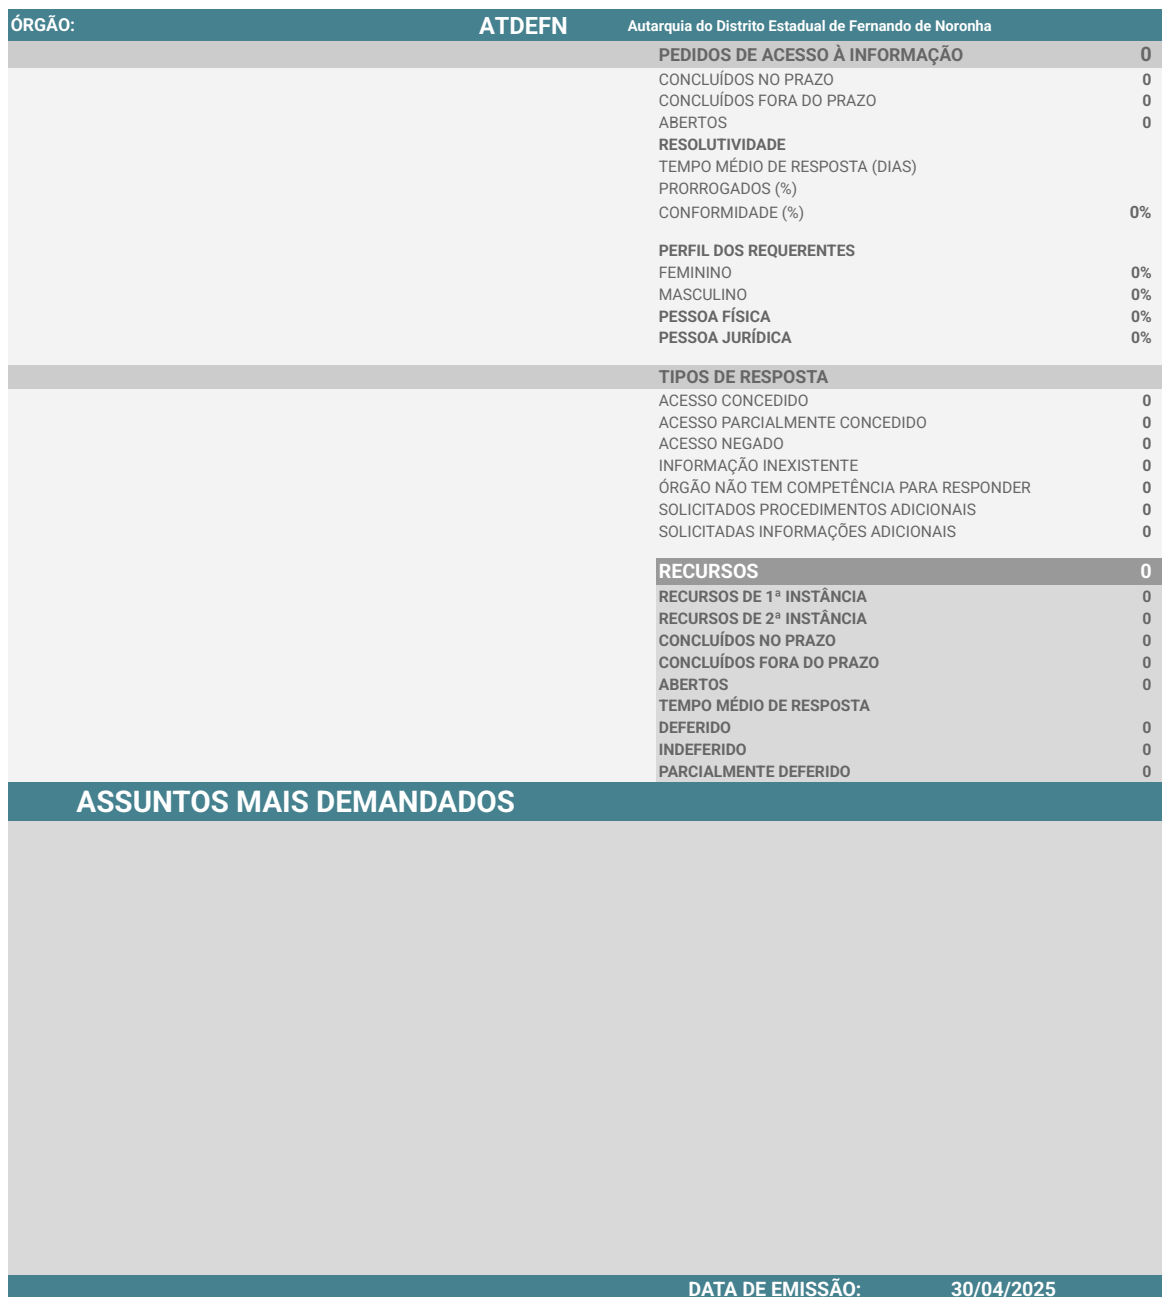 ÓRGÃO: ATDEFN Autarquia do Distrito Estadual de Fernando de Noronha
PEDIDOS DE ACESSO À INFORMAÇÃO 0
CONCLUÍDOS NO PRAZO 0
CONCLUÍDOS FORA DO PRAZO 0
ABERTOS 0
RESOLUTIVIDADE
TEMPO MÉDIO DE RESPOSTA (DIAS)
PRORROGADOS (%)
CONFORMIDADE (%) 0%
PERFIL DOS REQUERENTES
FEMININO 0%
MASCULINO 0%
PESSOA FÍSICA 0%
PESSOA JURÍDICA 0%
TIPOS DE RESPOSTA
ACESSO CONCEDIDO 0
ACESSO PARCIALMENTE CONCEDIDO 0
ACESSO NEGADO 0
INFORMAÇÃO INEXISTENTE 0
ÓRGÃO NÃO TEM COMPETÊNCIA PARA RESPONDER 0
SOLICITADOS PROCEDIMENTOS ADICIONAIS 0
SOLICITADAS INFORMAÇÕES ADICIONAIS 0
RECURSOS 0
RECURSOS DE 1ª INSTÂNCIA 0
RECURSOS DE 2ª INSTÂNCIA 0
CONCLUÍDOS NO PRAZO 0
CONCLUÍDOS FORA DO PRAZO 0
ABERTOS 0
TEMPO MÉDIO DE RESPOSTA
DEFERIDO 0
INDEFERIDO 0
PARCIALMENTE DEFERIDO 0
ASSUNTOS MAIS DEMANDADOS
DATA DE EMISSÃO: 30/04/2025